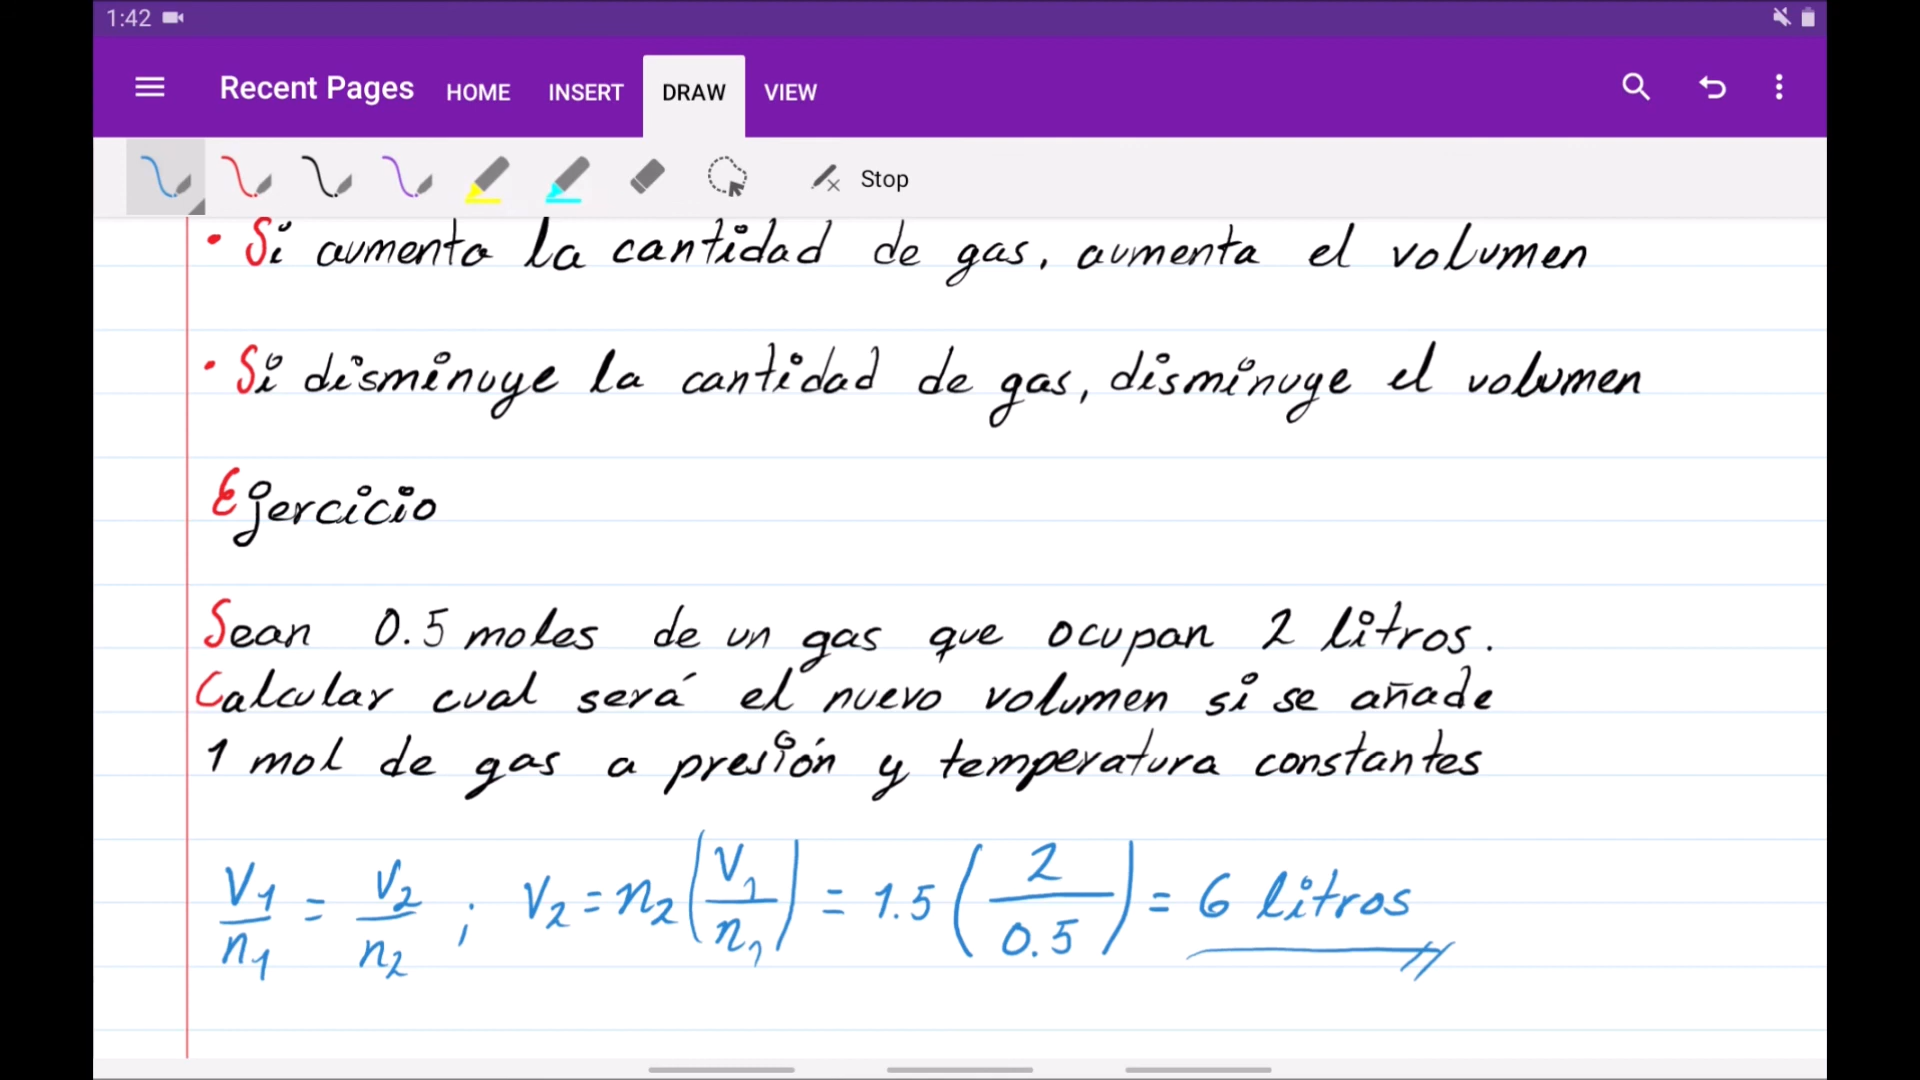 1:42
Recent Pages HOME INSERT DRAW VIEW
Stop
• Si aumenta la cantidad de gas, aumenta el volumen
• Si disminuye la cantidad de gas, disminuye el volumen
Ejercicio
Sean 0.5 moles de un gas que ocupan 2 litros.
Calcular cual será el nuevo volumen si se añade
1 mol de gas a presión y temperatura constantes
V1/n1 = V2/n2 ; V2 = n2 (V1/n1) = 1.5 (2/0.5) = 6 litros